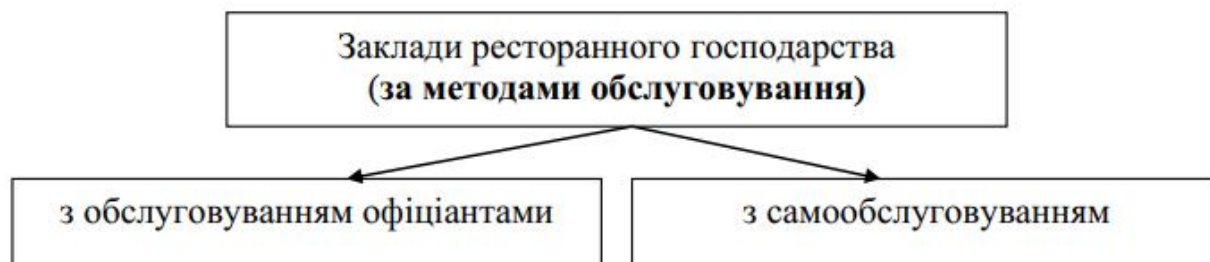 Заклади ресторанного господарства
(за методами обслуговування)
з обслуговуванням офіціантами
з самообслуговуванням